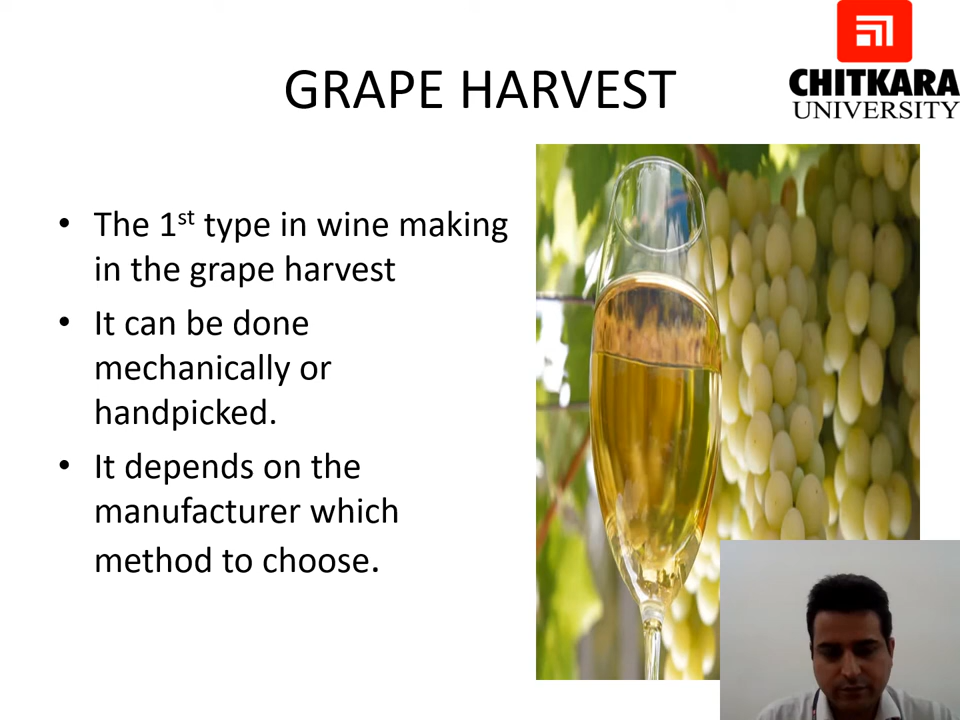 CHITKARA
UNIVERSITY
GRAPE HARVEST
• The 1st type in wine making
in the grape harvest
• It can be done
mechanically or
handpicked.
• It depends on the
manufacturer which
method to choose.